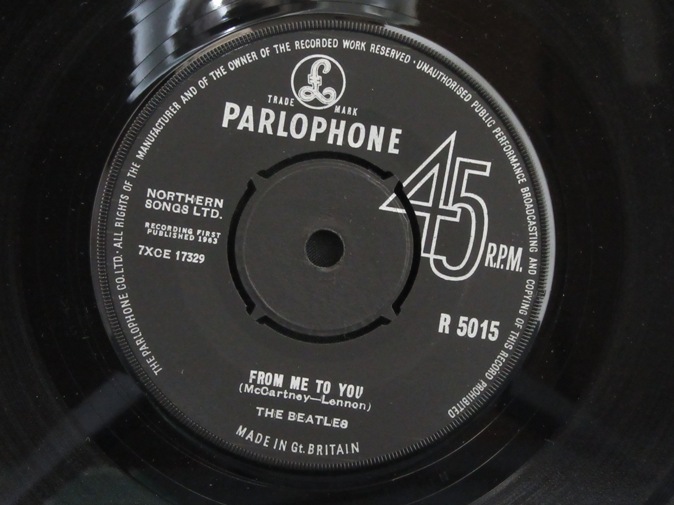 THE PARLOPHONE CO.LTD. · ALL RIGHTS OF THE MANUFACTURER AND OF THE OWNER OF THE RECORDED WORK RESERVED · UNAUTHORISED PUBLIC PERFORMANCE BROADCASTING AND COPYING OF THIS RECORD PROHIBITED
£
TRADE MARK
PARLOPHONE
45 R.P.M.
NORTHERN
SONGS LTD.
RECORDING FIRST
PUBLISHED 1963
7XCE 17329
R 5015
FROM ME TO YOU
(McCartney—Lennon)
THE BEATLES
MADE IN Gt. BRITAIN